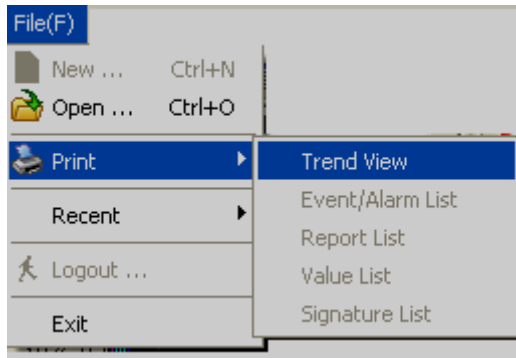 File(F)
New ... Ctrl+N
Open ... Ctrl+O
Print
Trend View
Event/Alarm List
Recent
Report List
Value List
Logout ...
Signature List
Exit